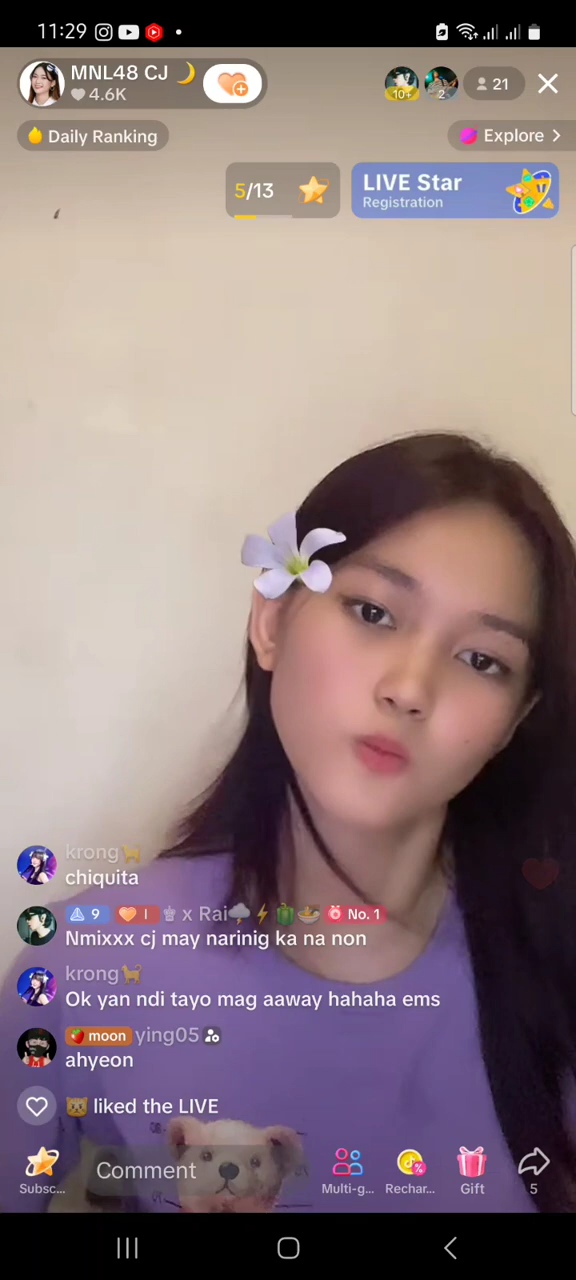 11:29
MNL48 CJ 🌙
4.6K
10+
2
21
Daily Ranking
Explore >
5/13
LIVE Star
Registration
krong🐈
chiquita
9 I x Rai🌩️⚡🧳🍜 No. 1
Nmixxx cj may narinig ka na non
krong🐈
Ok yan ndi tayo mag aaway hahaha ems
moon ying05
ahyeon
🐱 liked the LIVE
Comment
Subsc...
Multi-g...
Rechar...
Gift
5